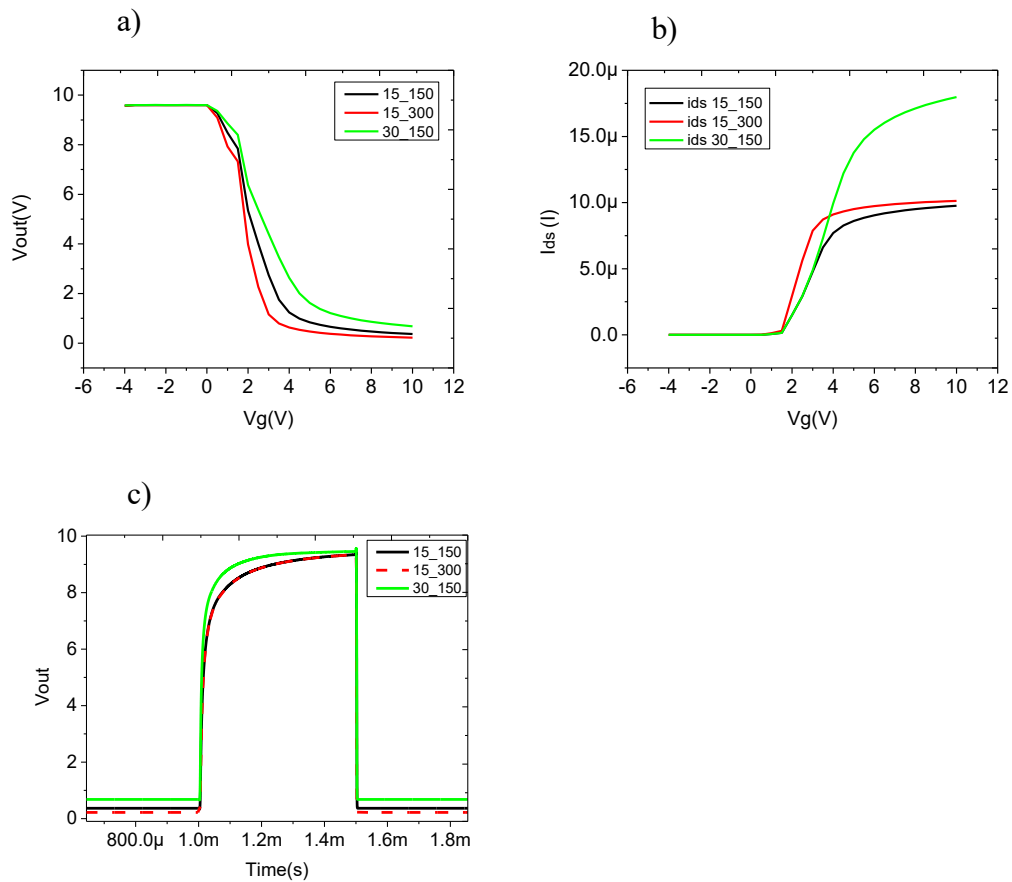 a)
15_150
15_300
30_150
Vout(V)
10
8
6
4
2
0
-6 -4 -2 0 2 4 6 8 10 12
Vg(V)
b)
ids 15_150
ids 15_300
ids 30_150
Ids (I)
20.0µ
15.0µ
10.0µ
5.0µ
0.0
-6 -4 -2 0 2 4 6 8 10 12
Vg(V)
c)
15_150
15_300
30_150
Vout
10
8
6
4
2
0
800.0µ 1.0m 1.2m 1.4m 1.6m 1.8m
Time(s)